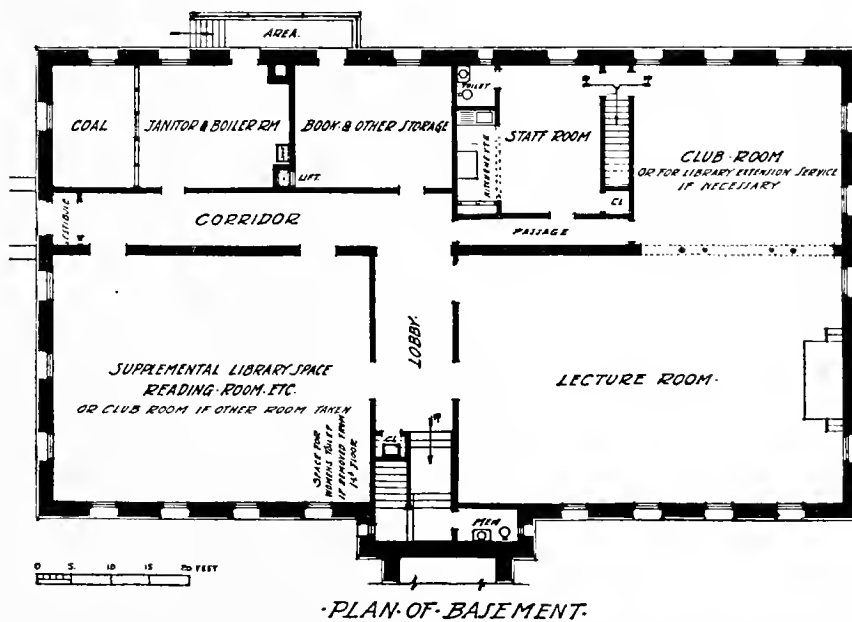 AREA.
COAL
JANITOR & BOILER RM
BOOK & OTHER STORAGE
LIFT.
TOILET
KITCHENETTE
STAFF ROOM
CL.
CLUB-ROOM
OR FOR LIBRARY EXTENSION SERVICE
IF NECESSARY
VESTIBULE
CORRIDOR
PASSAGE
LOBBY.
SUPPLEMENTAL LIBRARY SPACE
READING-ROOM-ETC.
OR CLUB ROOM IF OTHER ROOM TAKEN
SPACE FOR
WOMENS TOILET
IF REMOVED FROM
1st FLOOR
LECTURE ROOM.
CL.
MEN
0 5 10 15 20 FEET
·PLAN·OF·BASEMENT·